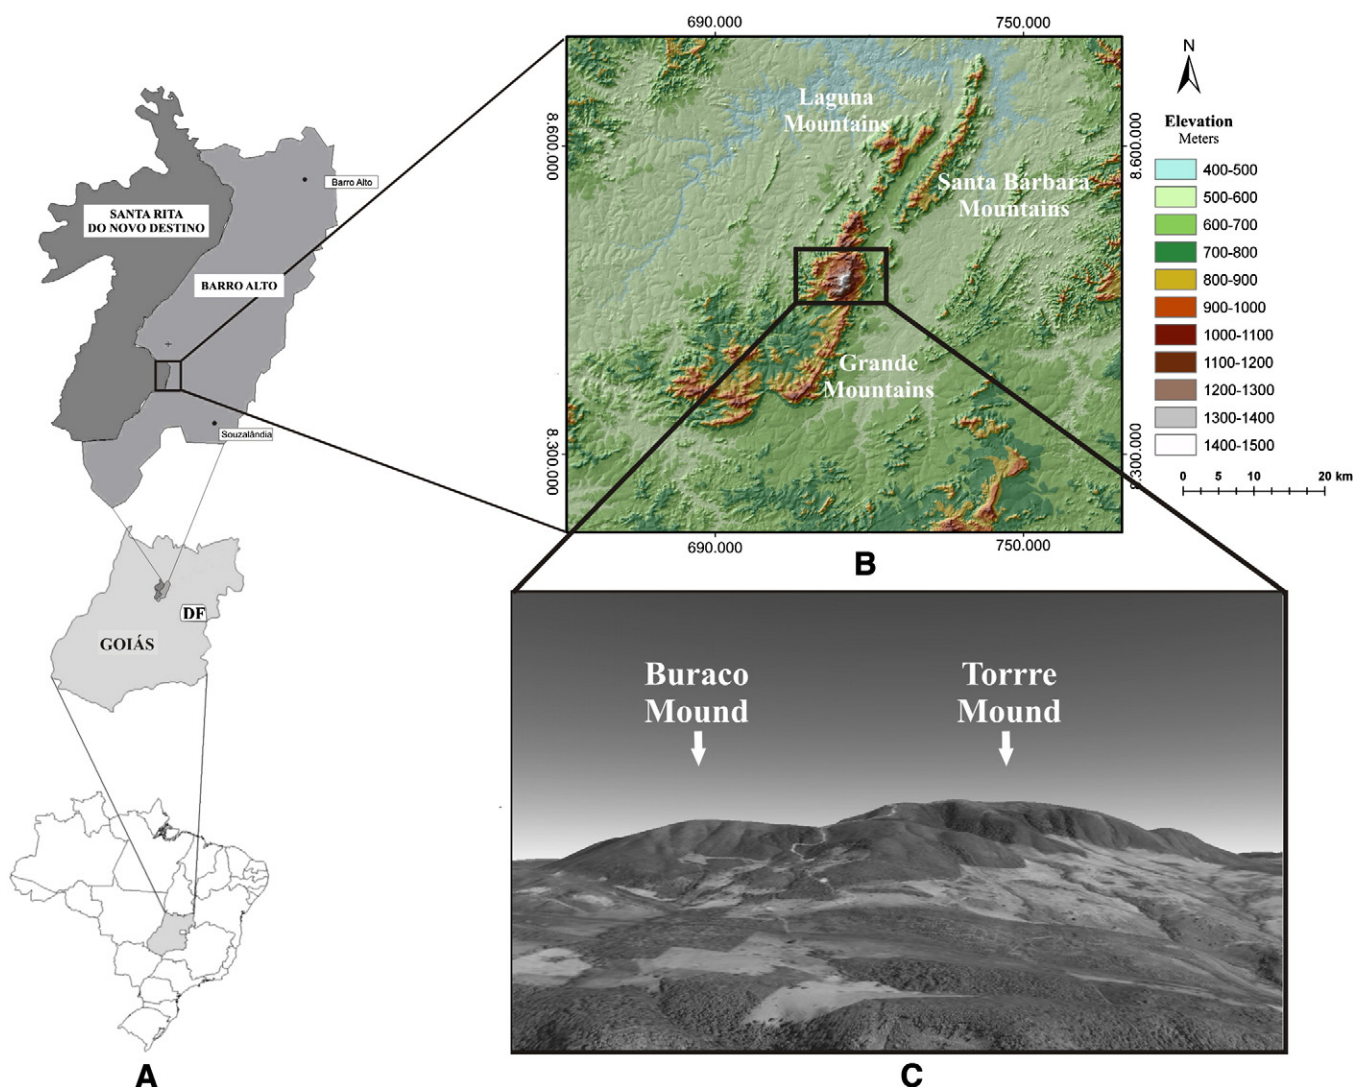 SANTA RITA
DO NOVO DESTINO
Barro Alto
BARRO ALTO
Souzalândia
DF
GOIÁS
A
690.000
750.000
8.600.000
8.600.000
8.300.000
8.300.000
Laguna
Mountains
Santa Bárbara
Mountains
Grande
Mountains
690.000
750.000
B
N
Elevation
Meters
400-500
500-600
600-700
700-800
800-900
900-1000
1000-1100
1100-1200
1200-1300
1300-1400
1400-1500
0 5 10 20 km
Buraco
Mound
Torrre
Mound
C